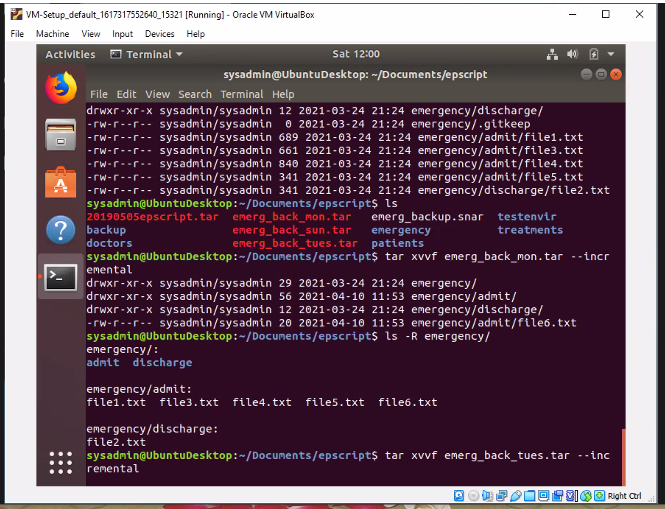 VM-Setup_default_1617317552640_15321 [Running] - Oracle VM VirtualBox
File Machine View Input Devices Help
Activities Terminal Sat 12:00
sysadmin@UbuntuDesktop: ~/Documents/epscript
File Edit View Search Terminal Help
drwxr-xr-x sysadmin/sysadmin 12 2021-03-24 21:24 emergency/discharge/
-rw-r--r-- sysadmin/sysadmin 0 2021-03-24 21:24 emergency/.gitkeep
-rw-r--r-- sysadmin/sysadmin 689 2021-03-24 21:24 emergency/admit/file1.txt
-rw-r--r-- sysadmin/sysadmin 661 2021-03-24 21:24 emergency/admit/file3.txt
-rw-r--r-- sysadmin/sysadmin 840 2021-03-24 21:24 emergency/admit/file4.txt
-rw-r--r-- sysadmin/sysadmin 341 2021-03-24 21:24 emergency/admit/file5.txt
-rw-r--r-- sysadmin/sysadmin 341 2021-03-24 21:24 emergency/discharge/file2.txt
sysadmin@UbuntuDesktop:~/Documents/epscript$ ls
20190505epscript.tar emerg_back_mon.tar emerg_backup.snar testenvir
backup emerg_back_sun.tar emergency treatments
doctors emerg_back_tues.tar patients
sysadmin@UbuntuDesktop:~/Documents/epscript$ tar xvvf emerg_back_mon.tar --incr
emental
drwxr-xr-x sysadmin/sysadmin 29 2021-03-24 21:24 emergency/
drwxr-xr-x sysadmin/sysadmin 56 2021-04-10 11:53 emergency/admit/
drwxr-xr-x sysadmin/sysadmin 12 2021-03-24 21:24 emergency/discharge/
-rw-r--r-- sysadmin/sysadmin 20 2021-04-10 11:53 emergency/admit/file6.txt
sysadmin@UbuntuDesktop:~/Documents/epscript$ ls -R emergency/
emergency/:
admit discharge
emergency/admit:
file1.txt file3.txt file4.txt file5.txt file6.txt
emergency/discharge:
file2.txt
sysadmin@UbuntuDesktop:~/Documents/epscript$ tar xvvf emerg_back_tues.tar --inc
remental
Right Ctrl